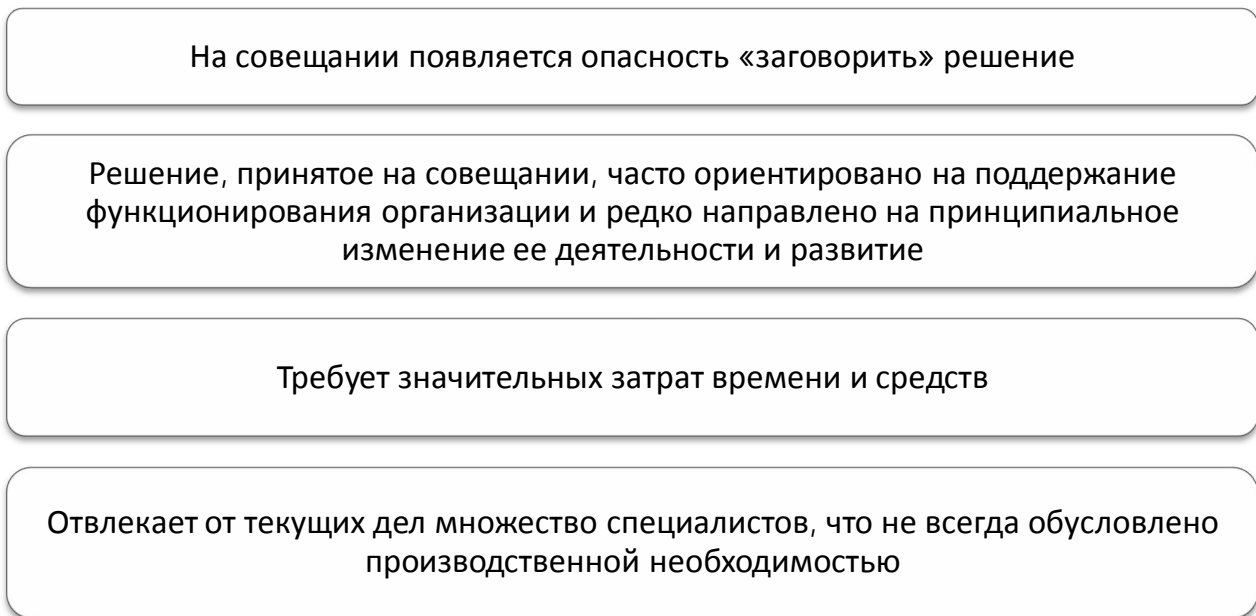 На совещании появляется опасность «заговорить» решение
Решение, принятое на совещании, часто ориентировано на поддержание
функционирования организации и редко направлено на принципиальное
изменение ее деятельности и развитие
Требует значительных затрат времени и средств
Отвлекает от текущих дел множество специалистов, что не всегда обусловлено
производственной необходимостью